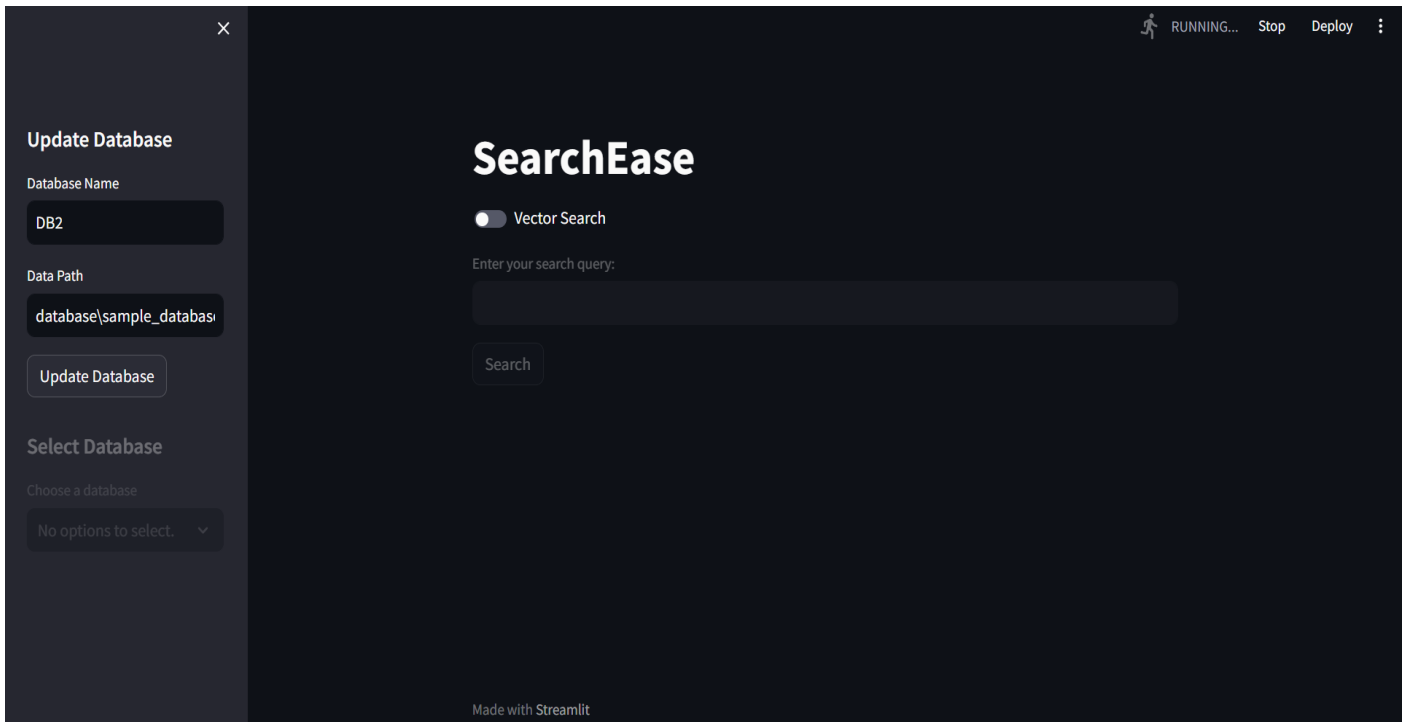 RUNNING... Stop Deploy
Update Database
Database Name
DB2
Data Path
database\sample_database
Update Database
Select Database
Choose a database
No options to select.
SearchEase
Vector Search
Enter your search query:
Search
Made with Streamlit